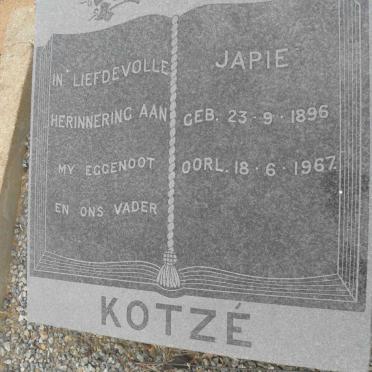 IN LIEFDEVOLLE
HERINNERING AAN
MY EGGENOOT
EN ONS VADER
JAPIE
GEB. 23·9·1896
OORL. 18·6·1967.
KOTZÉ